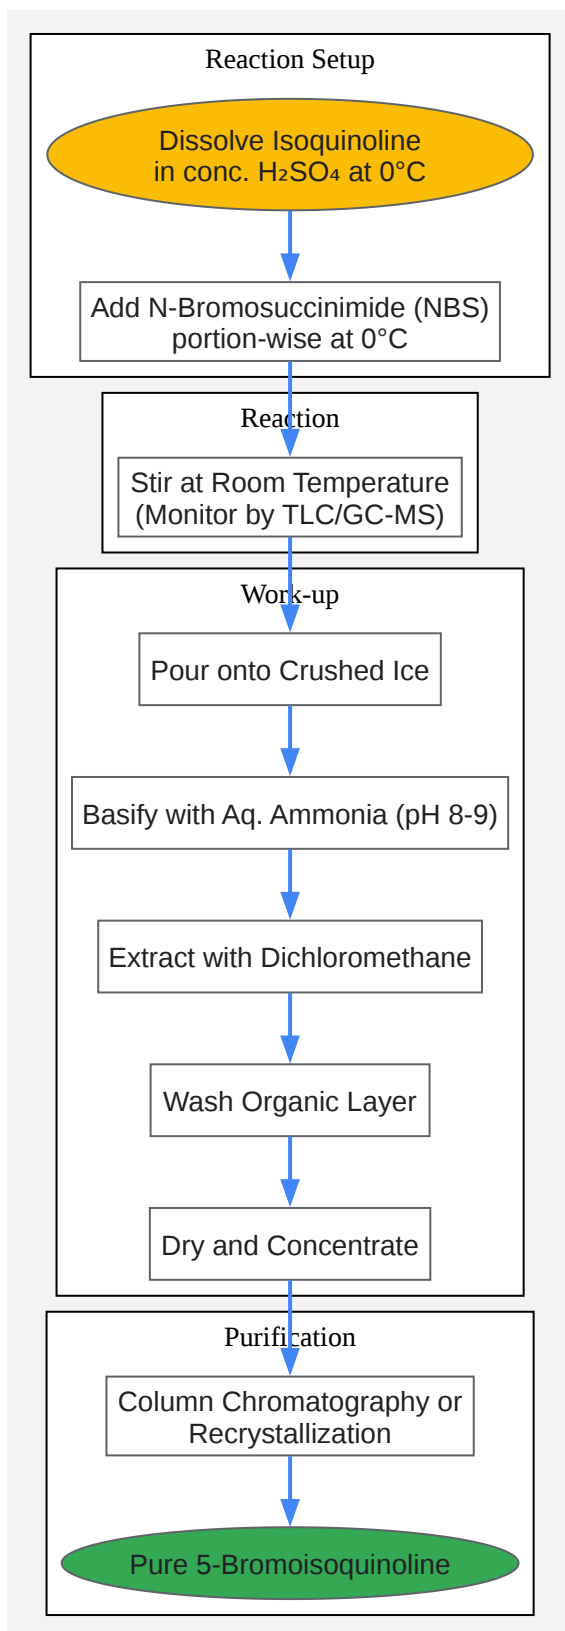 Reaction Setup
Dissolve Isoquinoline
in conc. H₂SO₄ at 0°C
Add N-Bromosuccinimide (NBS)
portion-wise at 0°C
Reaction
Stir at Room Temperature
(Monitor by TLC/GC-MS)
Work-up
Pour onto Crushed Ice
Basify with Aq. Ammonia (pH 8-9)
Extract with Dichloromethane
Wash Organic Layer
Dry and Concentrate
Purification
Column Chromatography or
Recrystallization
Pure 5-Bromoisoquinoline